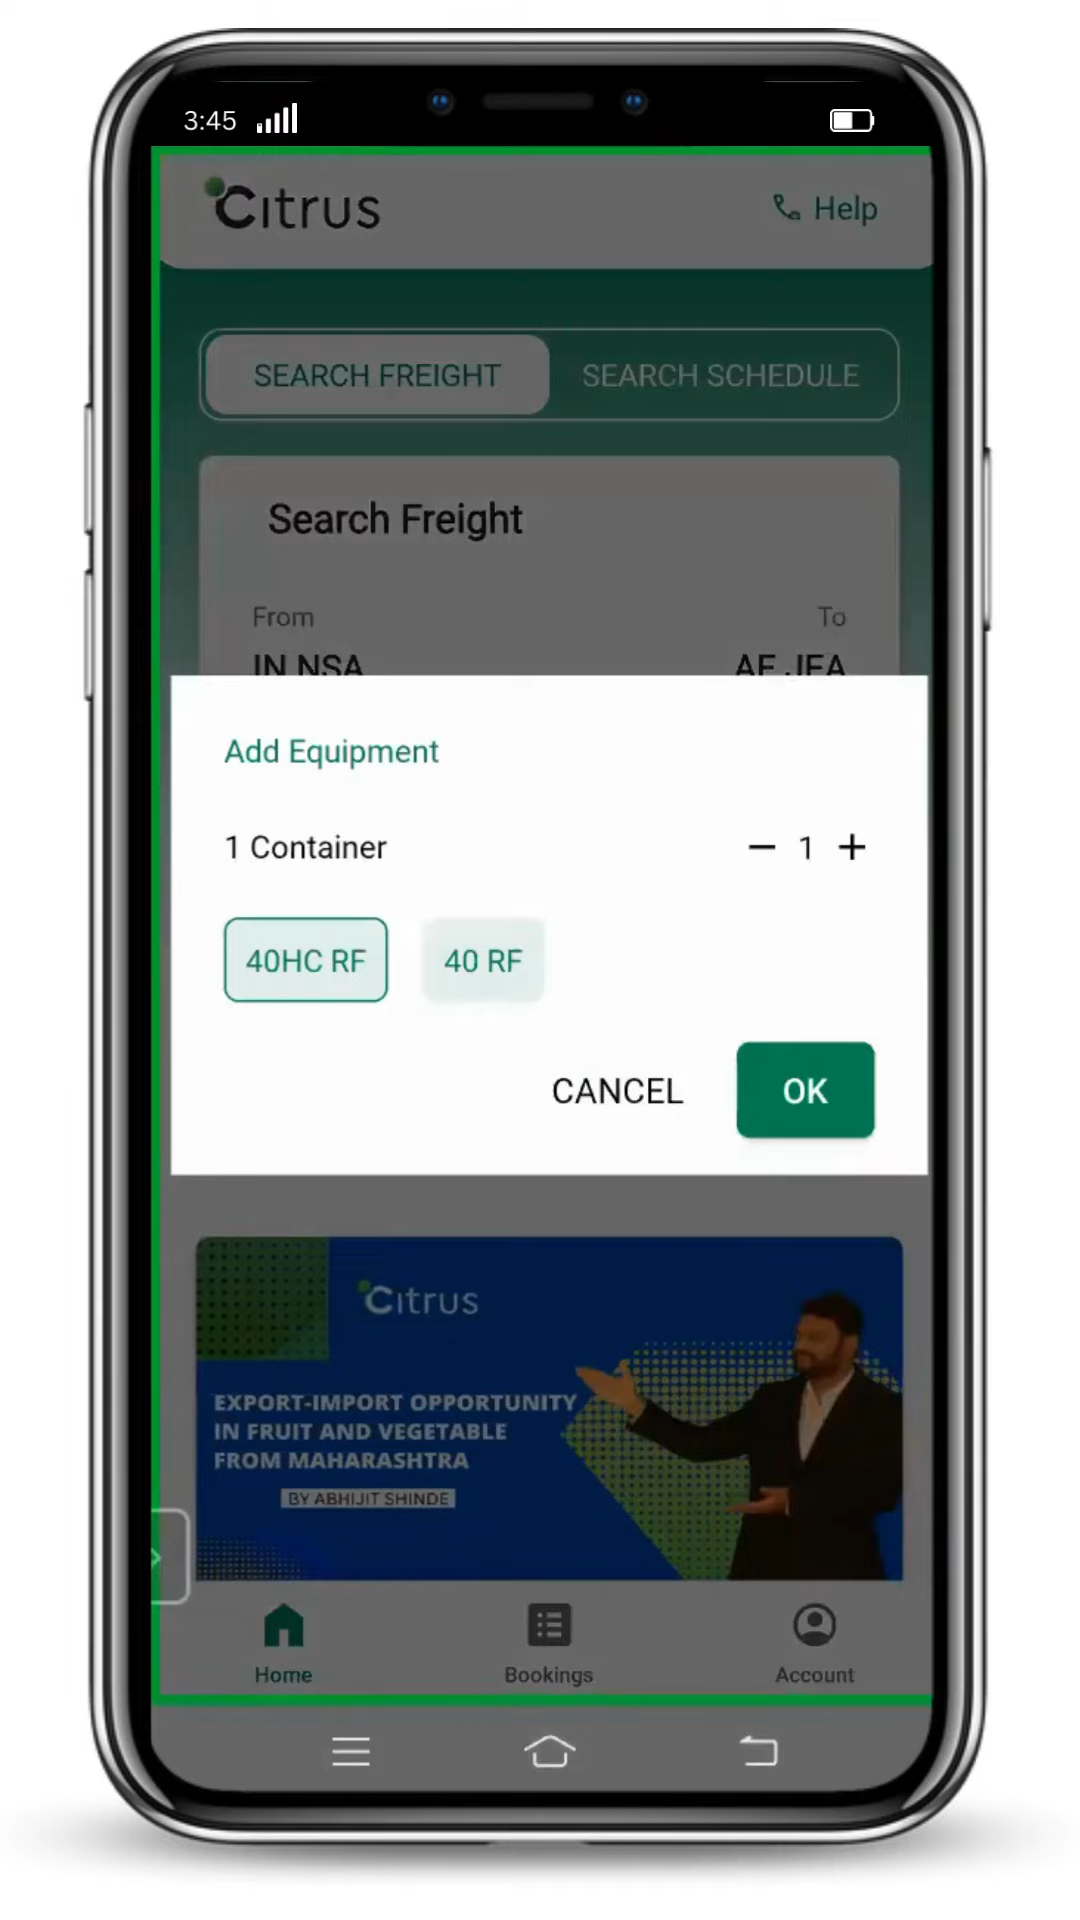 3:45
Citrus
Help
SEARCH FREIGHT
SEARCH SCHEDULE
Search Freight
From
To
IN NSA
AE JEA
Add Equipment
1 Container
1
40HC RF
40 RF
CANCEL
OK
Citrus
EXPORT-IMPORT OPPORTUNITY
IN FRUIT AND VEGETABLE
FROM MAHARASHTRA
BY ABHIJIT SHINDE
Home
Bookings
Account